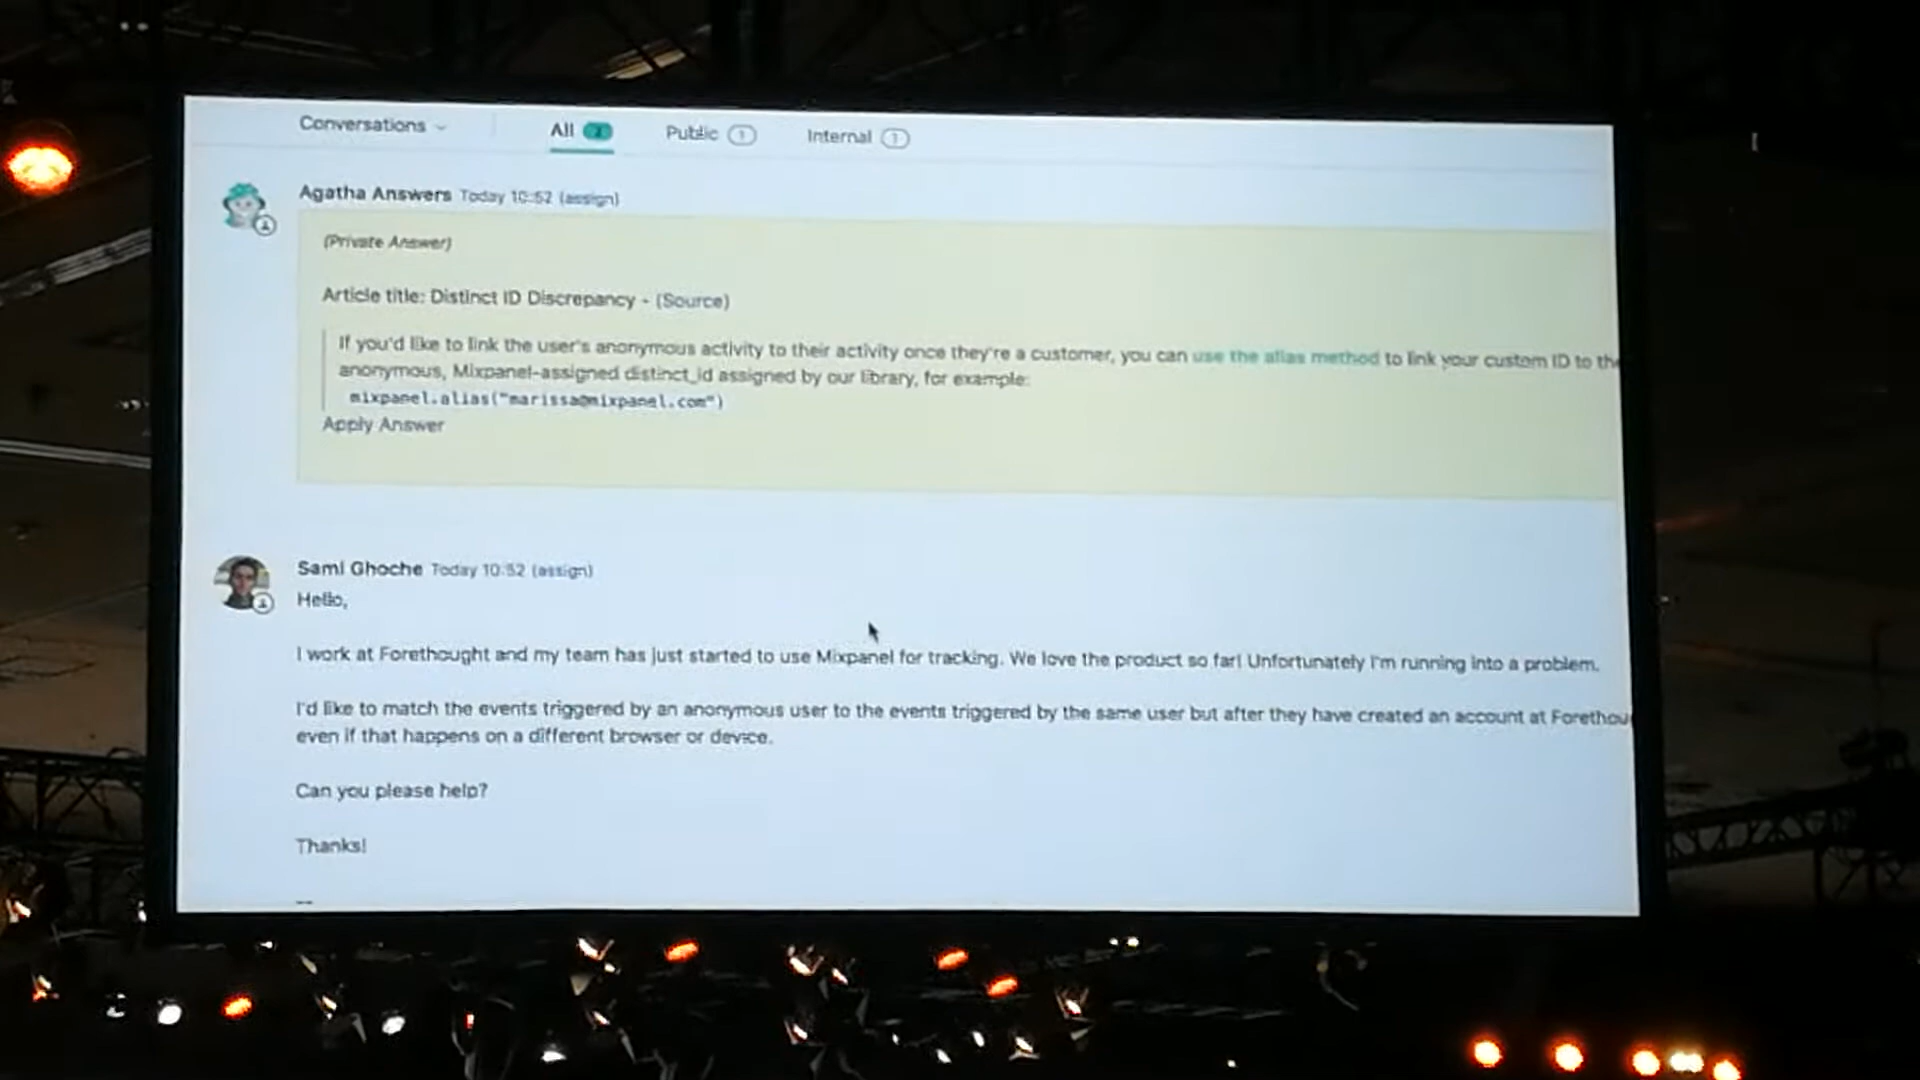 Conversations
All 2 Public 1 Internal 1
Agatha Answers Today 10:52 (assign)
(Private Answer)
Article title: Distinct ID Discrepancy - (Source)
If you'd like to link the user's anonymous activity to their activity once they're a customer, you can use the alias method to link your custom ID to the
anonymous, Mixpanel-assigned distinct_id assigned by our library, for example:
mixpanel.alias("marissa@mixpanel.com")
Apply Answer
Sami Ghoche Today 10:52 (assign)
Hello,
I work at Forethought and my team has just started to use Mixpanel for tracking. We love the product so far! Unfortunately I'm running into a problem.
I'd like to match the events triggered by an anonymous user to the events triggered by the same user but after they have created an account at Forethou
even if that happens on a different browser or device.
Can you please help?
Thanks!
--